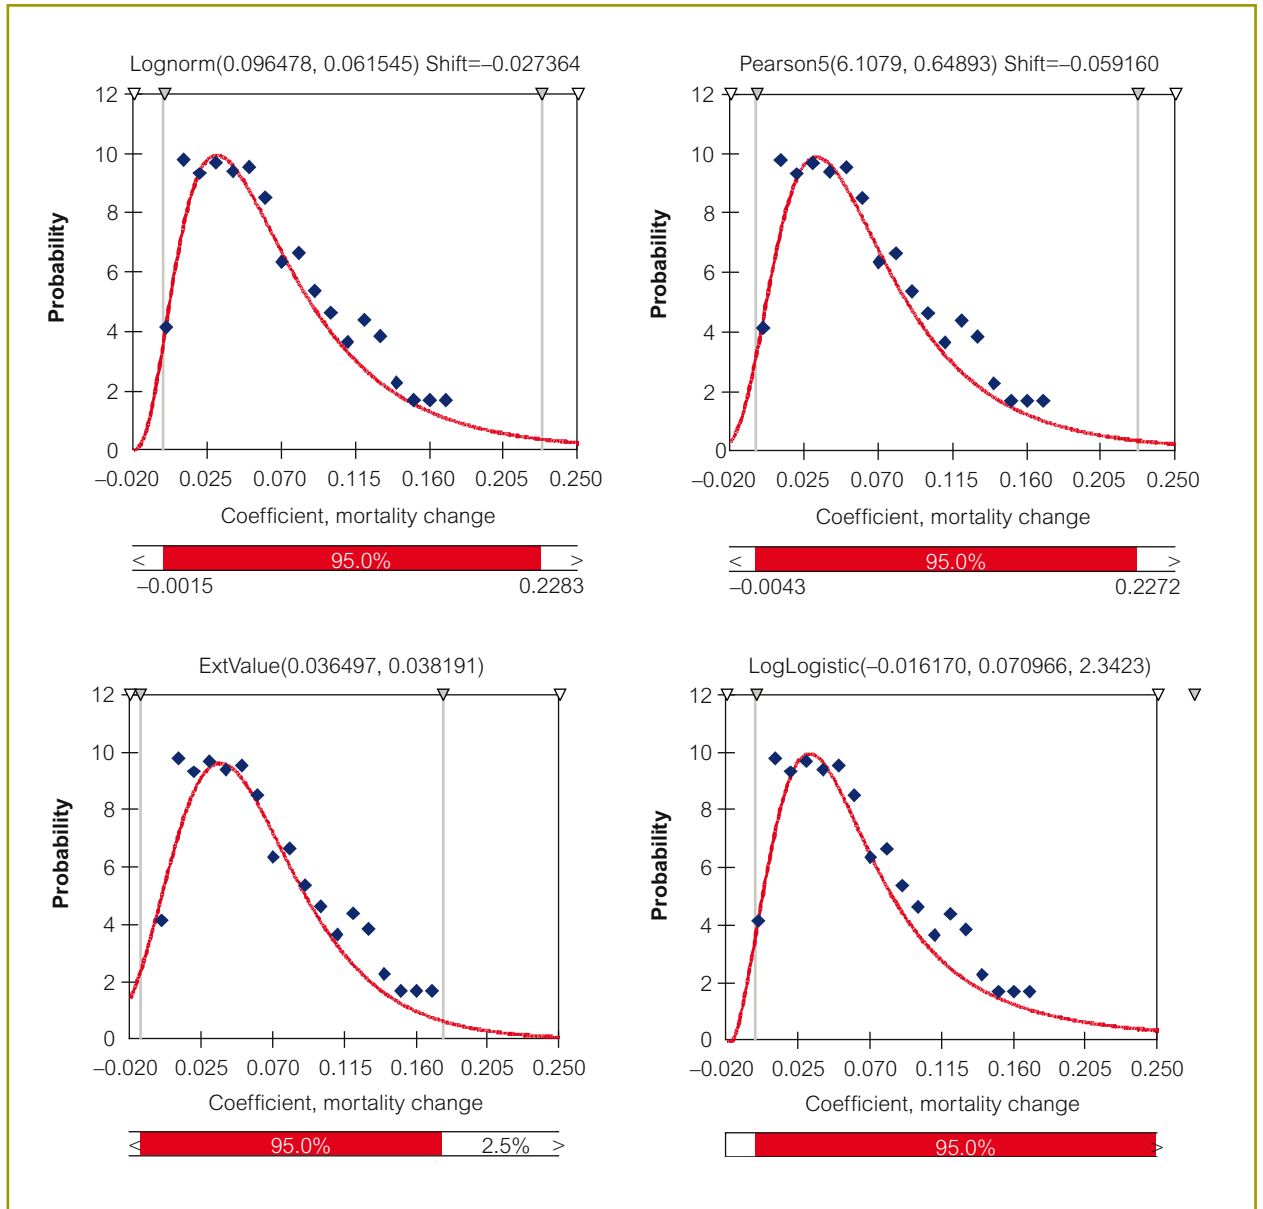 Lognorm(0.096478, 0.061545) Shift=–0.027364
12
10
8
6
4
2
0
Probability
–0.020 0.025 0.070 0.115 0.160 0.205 0.250
Coefficient, mortality change
< 95.0% >
–0.0015 0.2283
Pearson5(6.1079, 0.64893) Shift=–0.059160
12
10
8
6
4
2
0
Probability
–0.020 0.025 0.070 0.115 0.160 0.205 0.250
Coefficient, mortality change
< 95.0% >
–0.0043 0.2272
ExtValue(0.036497, 0.038191)
12
10
8
6
4
2
0
Probability
–0.020 0.025 0.070 0.115 0.160 0.205 0.250
Coefficient, mortality change
< 95.0% 2.5% >
LogLogistic(–0.016170, 0.070966, 2.3423)
12
10
8
6
4
2
0
Probability
–0.020 0.025 0.070 0.115 0.160 0.205 0.250
Coefficient, mortality change
95.0% >